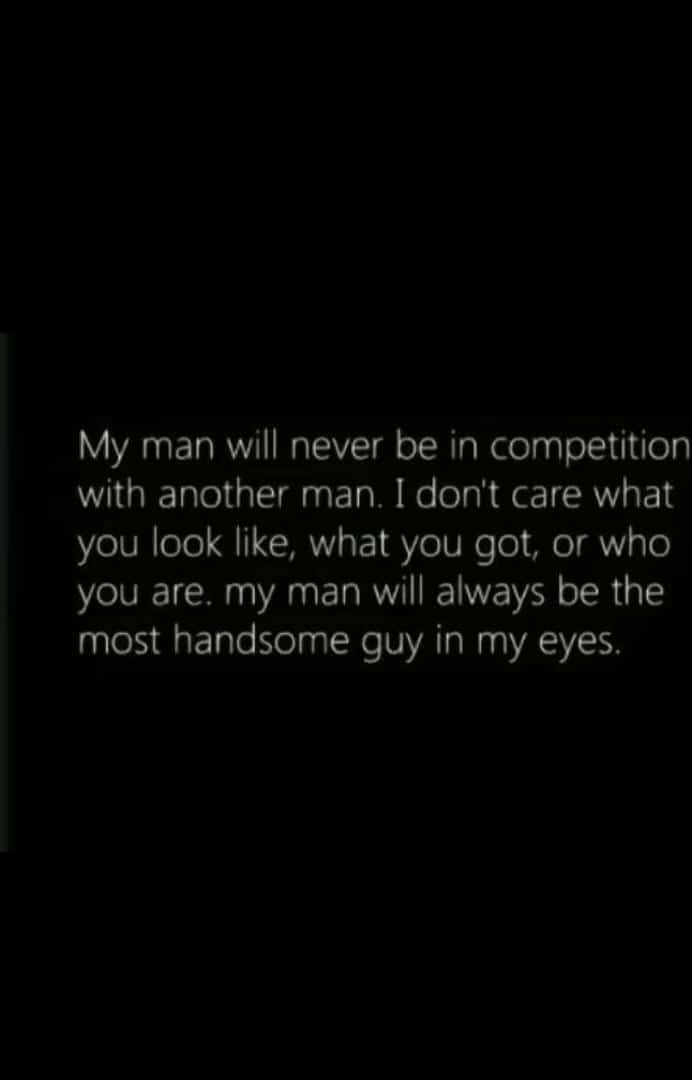 My man will never be in competition
with another man. I don't care what
you look like, what you got, or who
you are. my man will always be the
most handsome guy in my eyes.